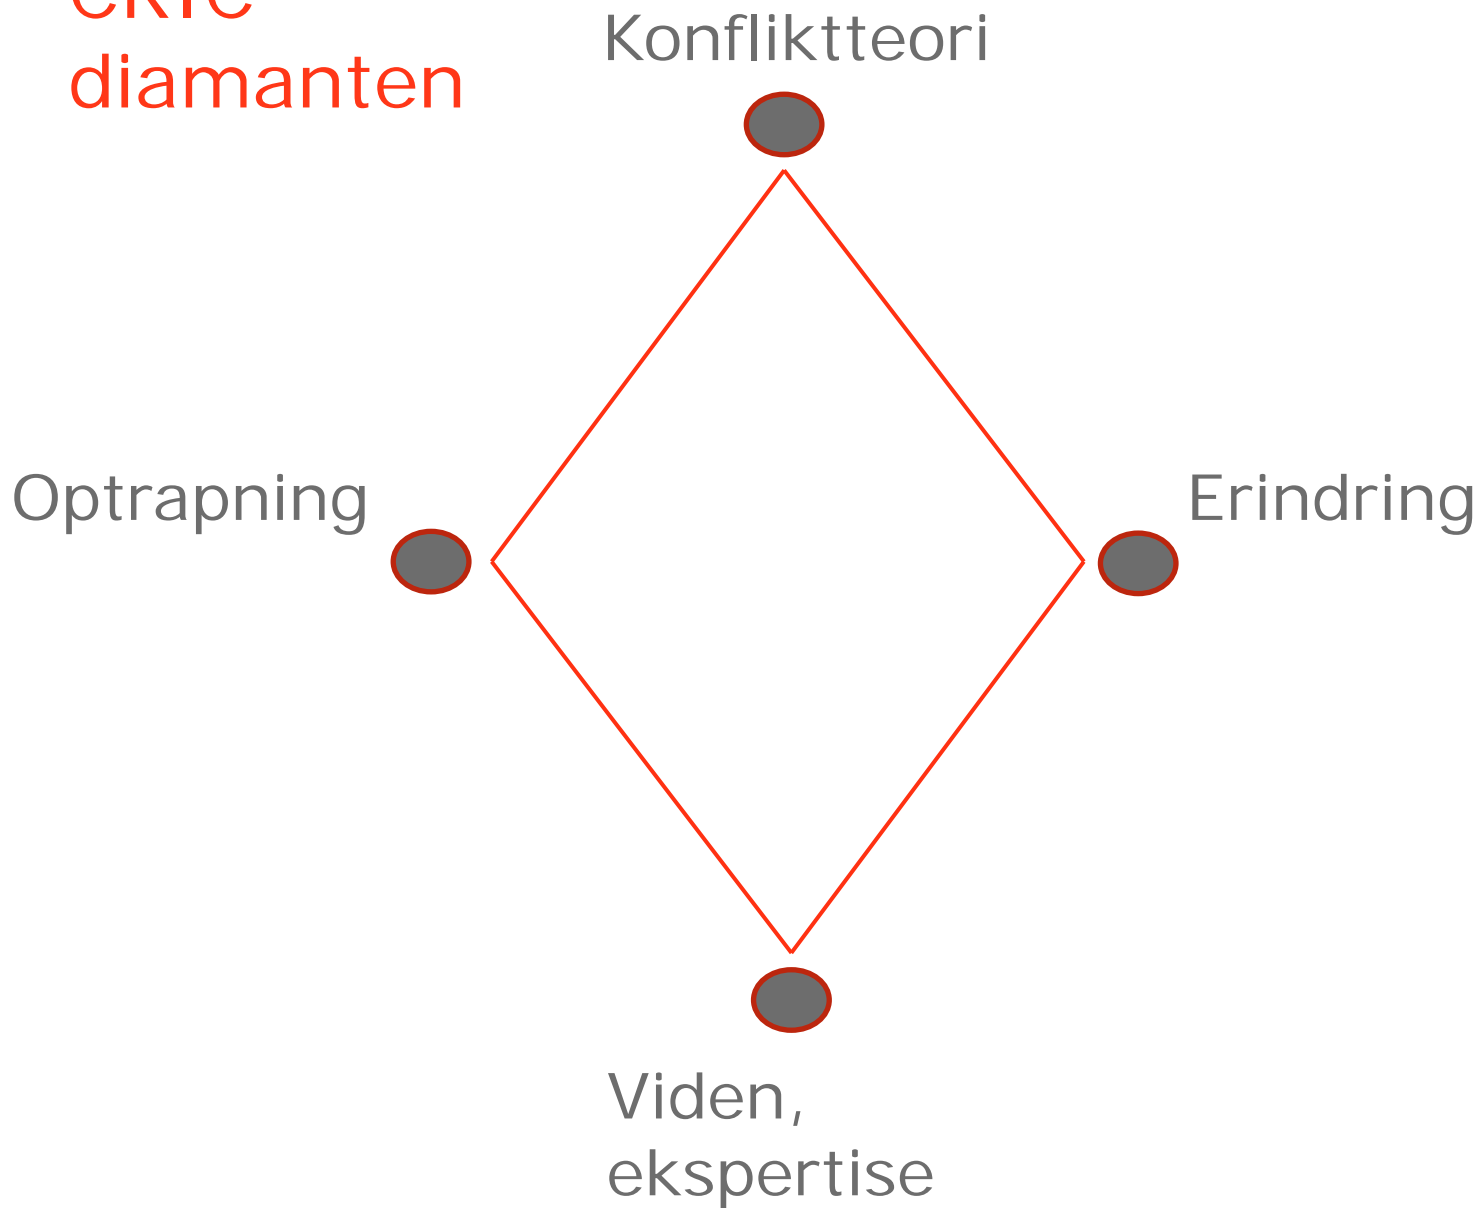 diamanten
Konfliktteori
Optrapning
Erindring
Viden,
ekspertise